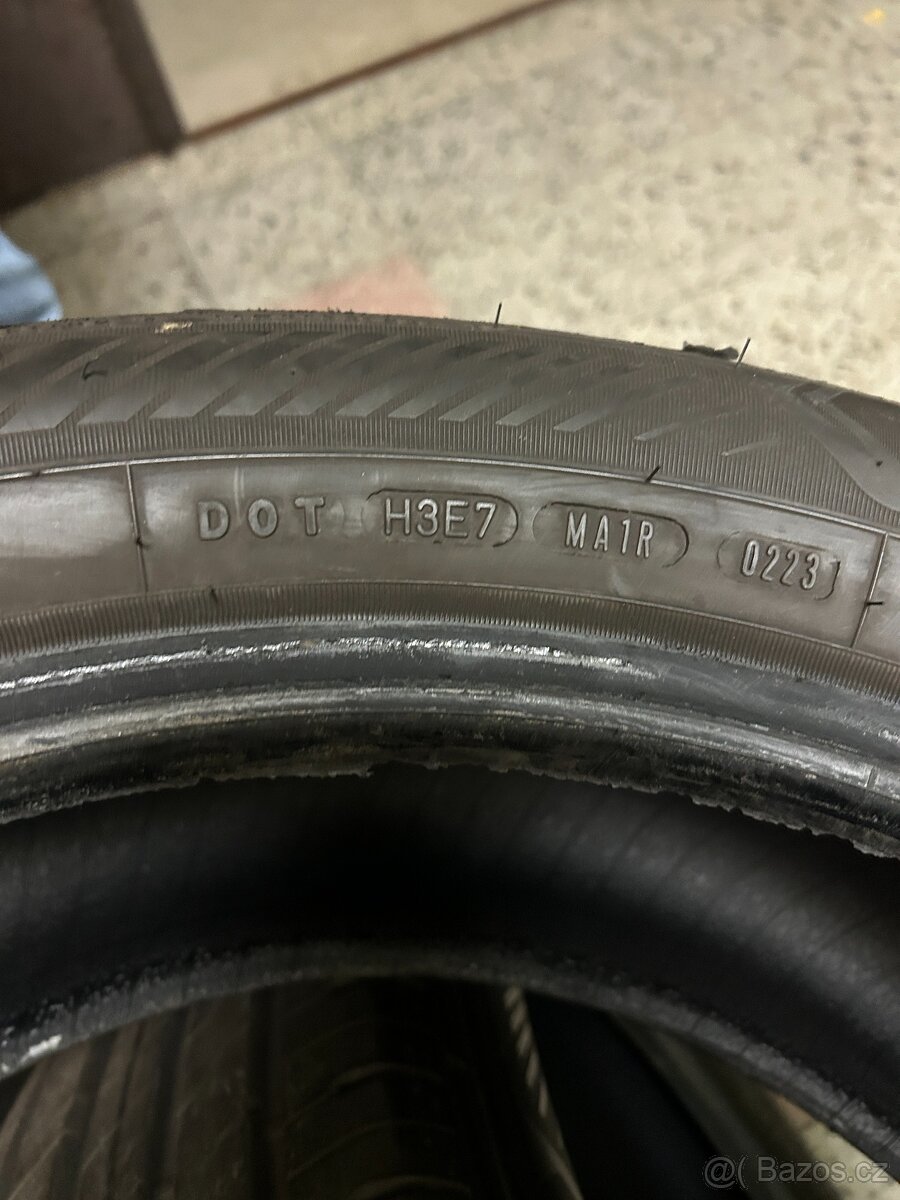 DOT H3E7 MA1R 0223
@( Bazos.cz